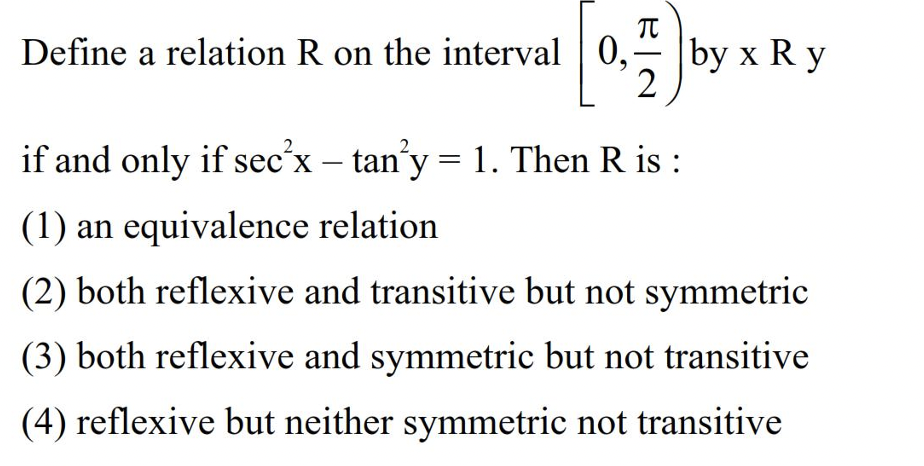 Define a relation R on the interval [0, π/2) by x R y
if and only if sec²x – tan²y = 1. Then R is :
(1) an equivalence relation
(2) both reflexive and transitive but not symmetric
(3) both reflexive and symmetric but not transitive
(4) reflexive but neither symmetric not transitive